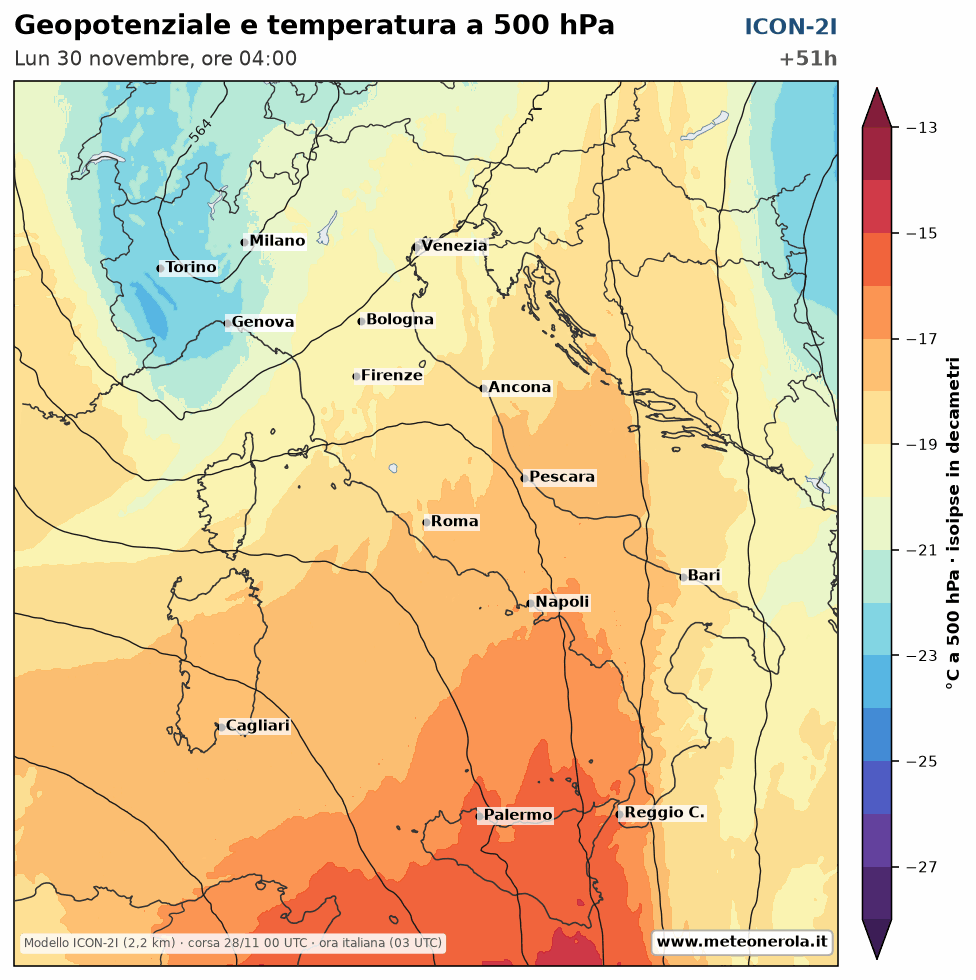 Geopotenziale e temperatura a 500 hPa
ICON-2I
Lun 30 novembre, ore 04:00
+51h
564
Milano
Torino
Venezia
Genova
Bologna
Firenze
Ancona
Pescara
Roma
Bari
Napoli
Cagliari
Palermo
Reggio C.
−13
−15
−17
−19
−21
−23
−25
−27
°C a 500 hPa · isoipse in decametri
Modello ICON-2I (2,2 km) · corsa 28/11 00 UTC · ora italiana (03 UTC)
www.meteonerola.it